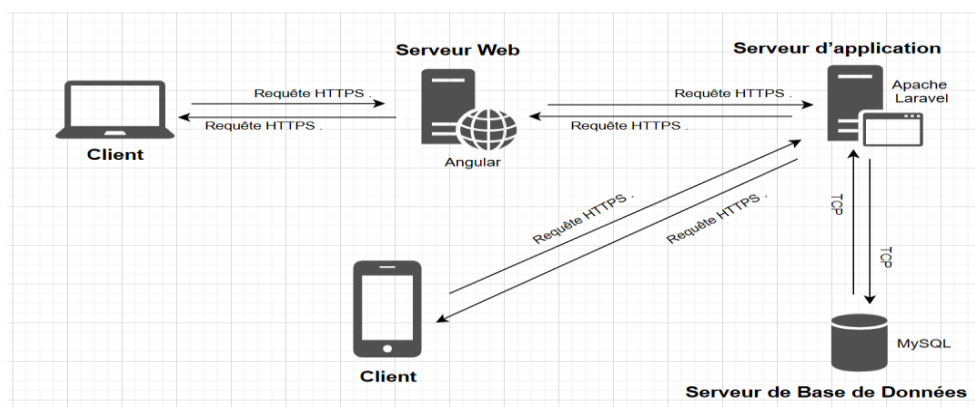 Serveur Web
Serveur d'application
Requête HTTPS .
Requête HTTPS .
Requête HTTPS .
Requête HTTPS .
Apache
Laravel
Client
Angular
Requête HTTPS .
Requête HTTPS .
TCP
TCP
MySQL
Client
Serveur de Base de Données